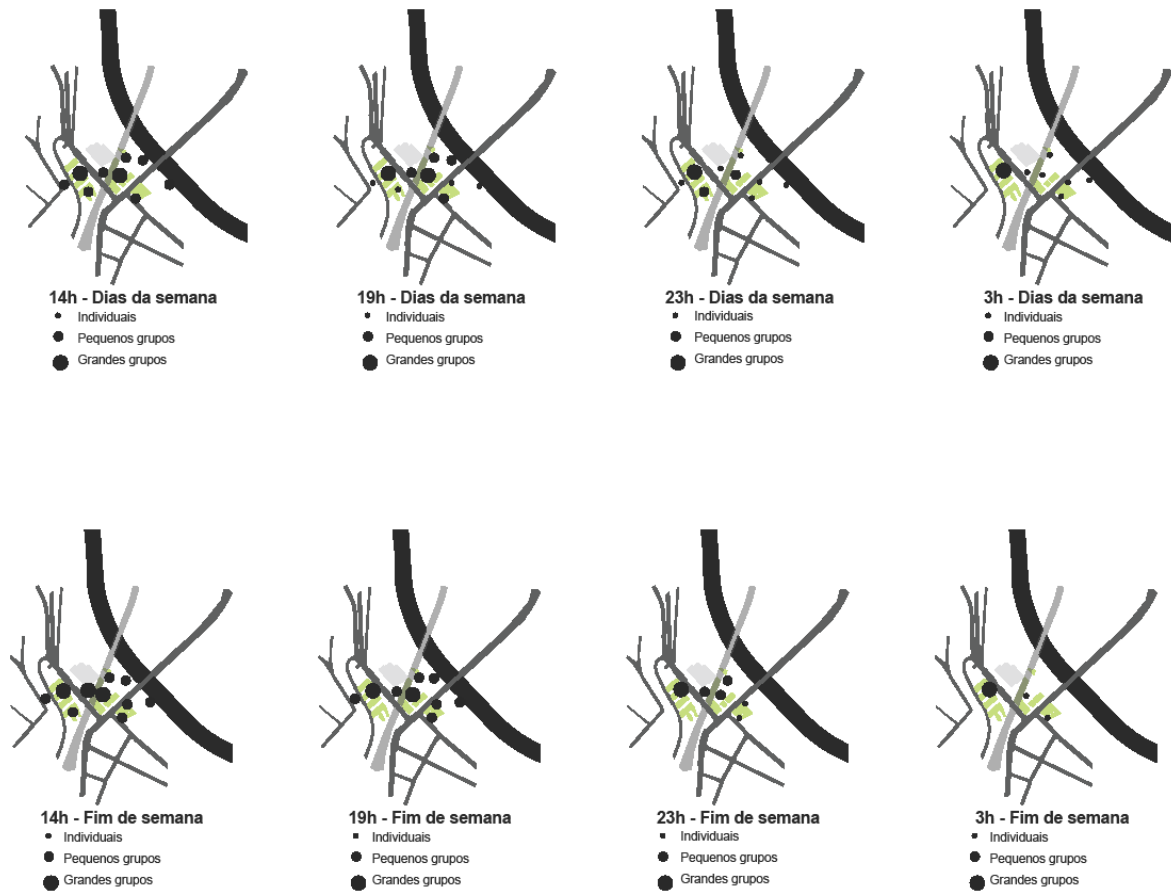 14h - Dias da semana
Individuais
Pequenos grupos
Grandes grupos
19h - Dias da semana
Individuais
Pequenos grupos
Grandes grupos
23h - Dias da semana
Individuais
Pequenos grupos
Grandes grupos
3h - Dias da semana
Individuais
Pequenos grupos
Grandes grupos
14h - Fim de semana
Individuais
Pequenos grupos
Grandes grupos
19h - Fim de semana
Individuais
Pequenos grupos
Grandes grupos
23h - Fim de semana
Individuais
Pequenos grupos
Grandes grupos
3h - Fim de semana
Individuais
Pequenos grupos
Grandes grupos